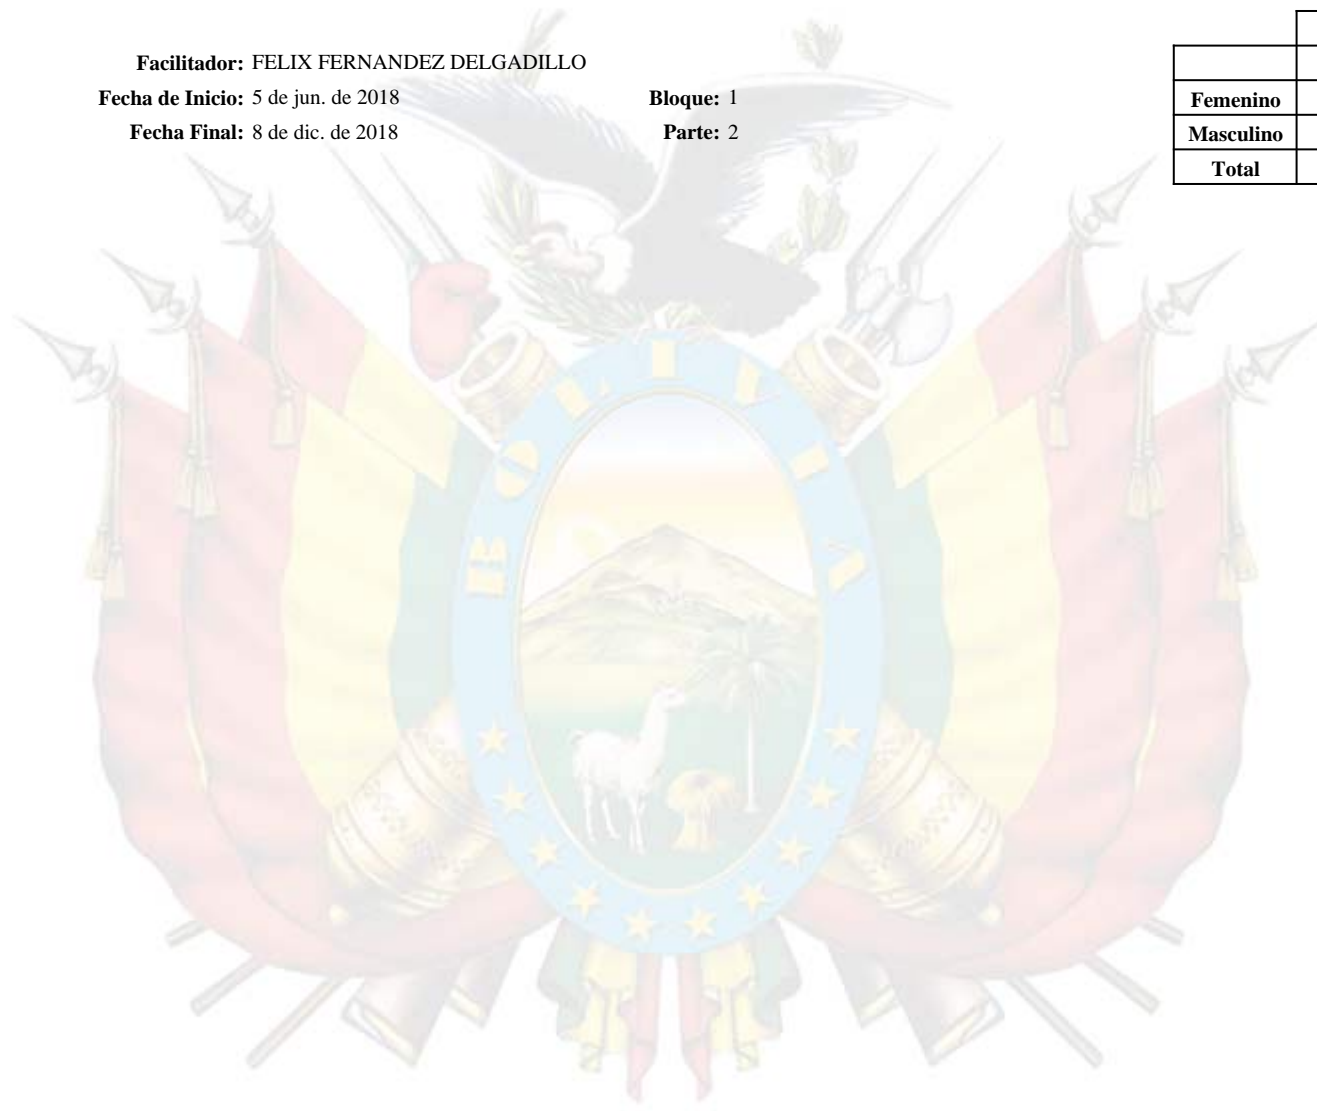 Facilitador: FELIX FERNANDEZ DELGADILLO
Fecha de Inicio: 5 de jun. de 2018 Bloque: 1
Fecha Final: 8 de dic. de 2018 Parte: 2
Femenino
Masculino
Total
BOLIVIA